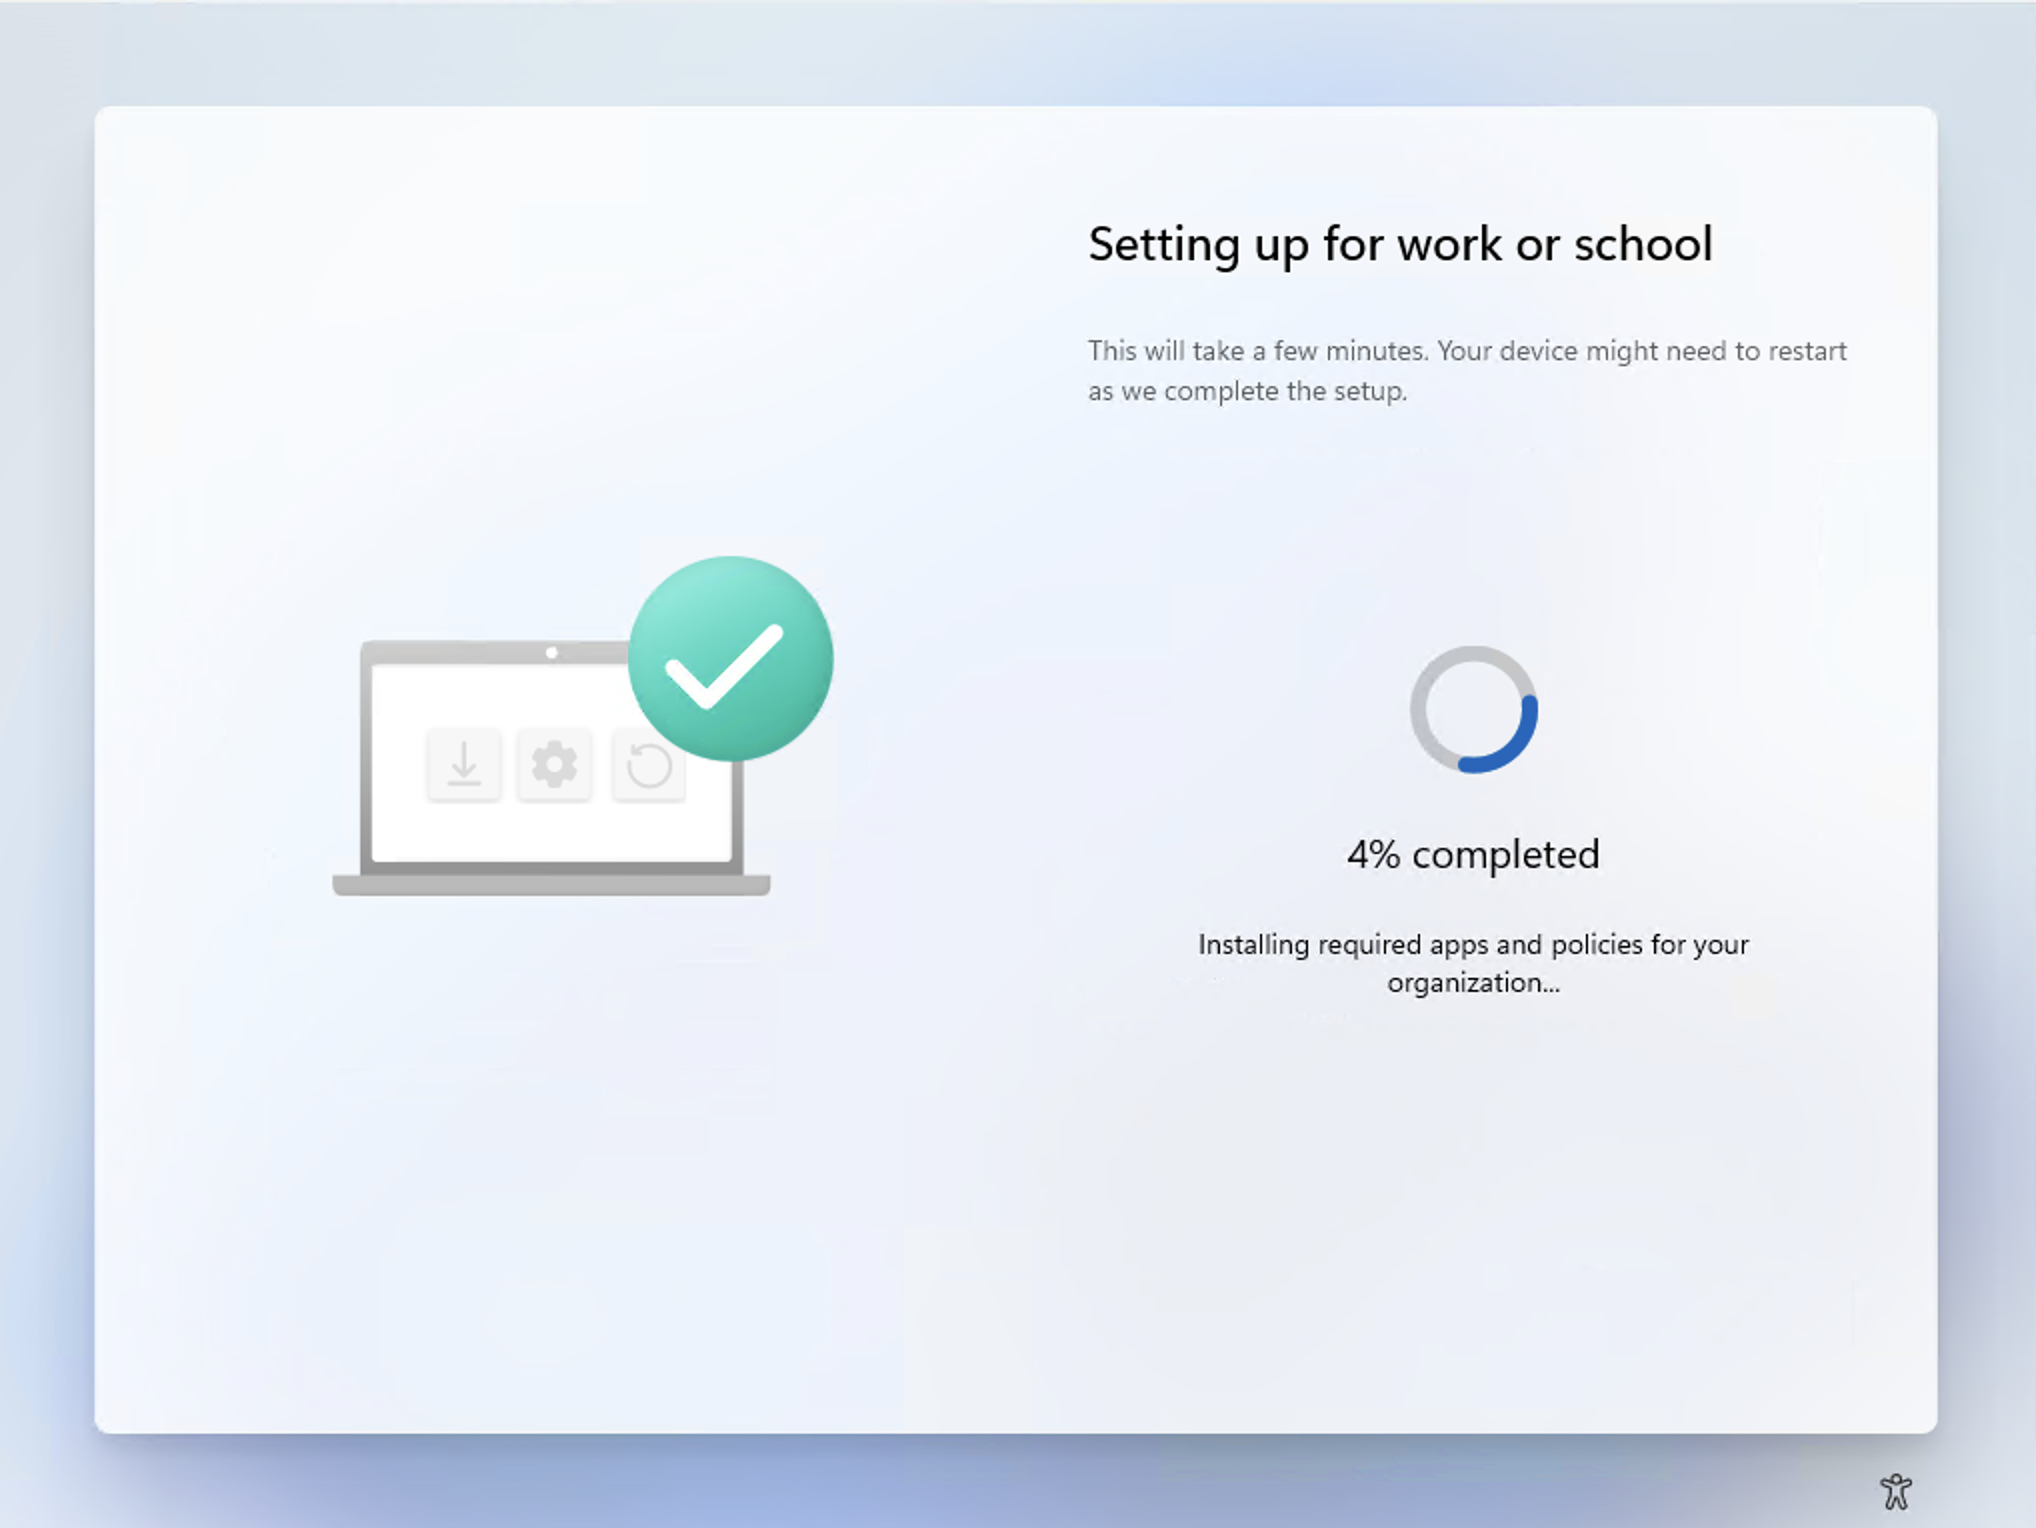 Setting up for work or school
This will take a few minutes. Your device might need to restart
as we complete the setup.
4% completed
Installing required apps and policies for your
organization...